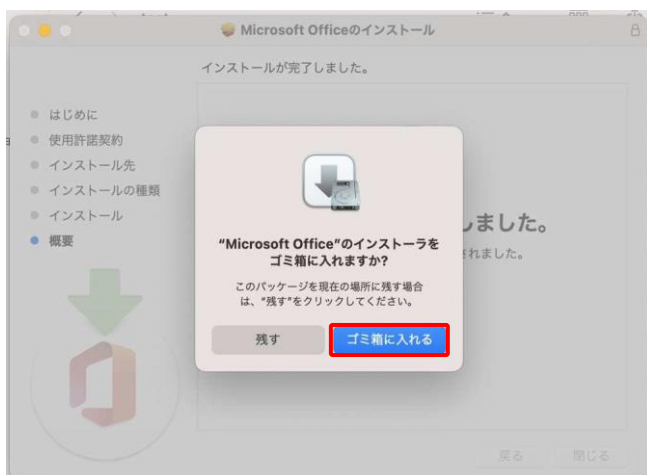 Microsoft Officeのインストール
インストールが完了しました。
はじめに
使用許諾契約
インストール先
インストールの種類
インストール
概要
しました。
されました。
“Microsoft Office”のインストーラを
ゴミ箱に入れますか?
このパッケージを現在の場所に残す場合
は、“残す”をクリックしてください。
残す
ゴミ箱に入れる
戻る
閉じる